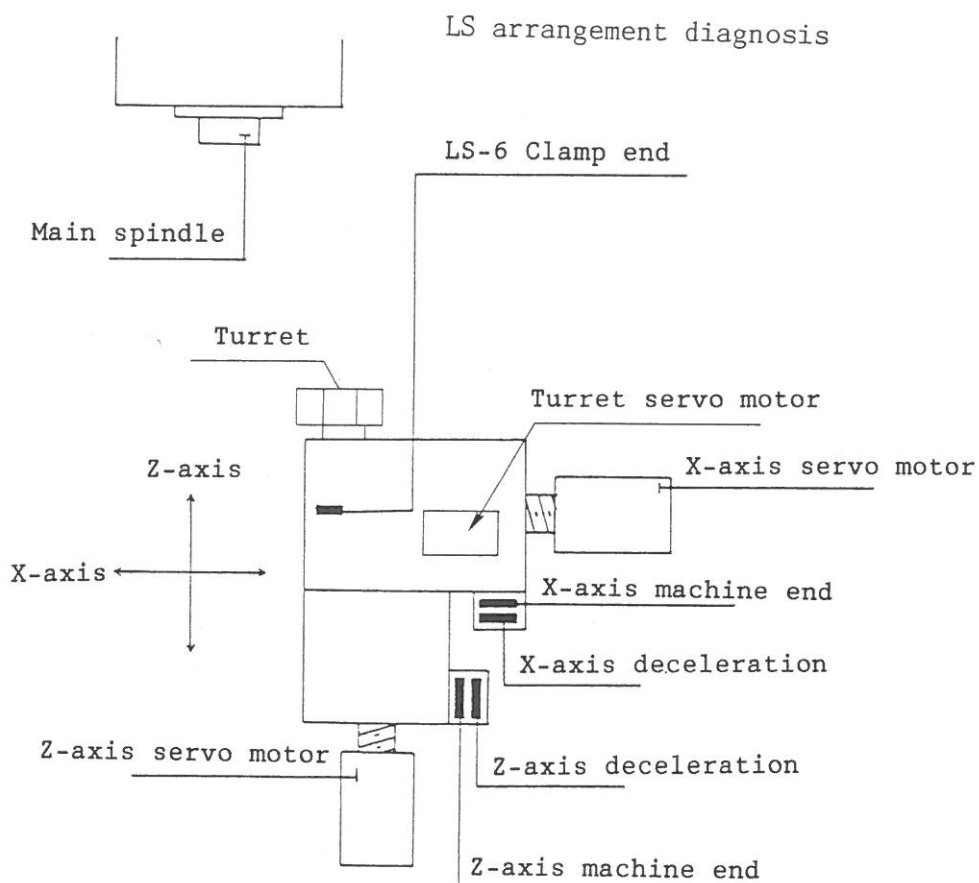 LS arrangement diagnosis
LS-6 Clamp end
Main spindle
Turret
Turret servo motor
Z-axis
X-axis servo motor
X-axis
X-axis machine end
X-axis deceleration
Z-axis servo motor
Z-axis deceleration
Z-axis machine end